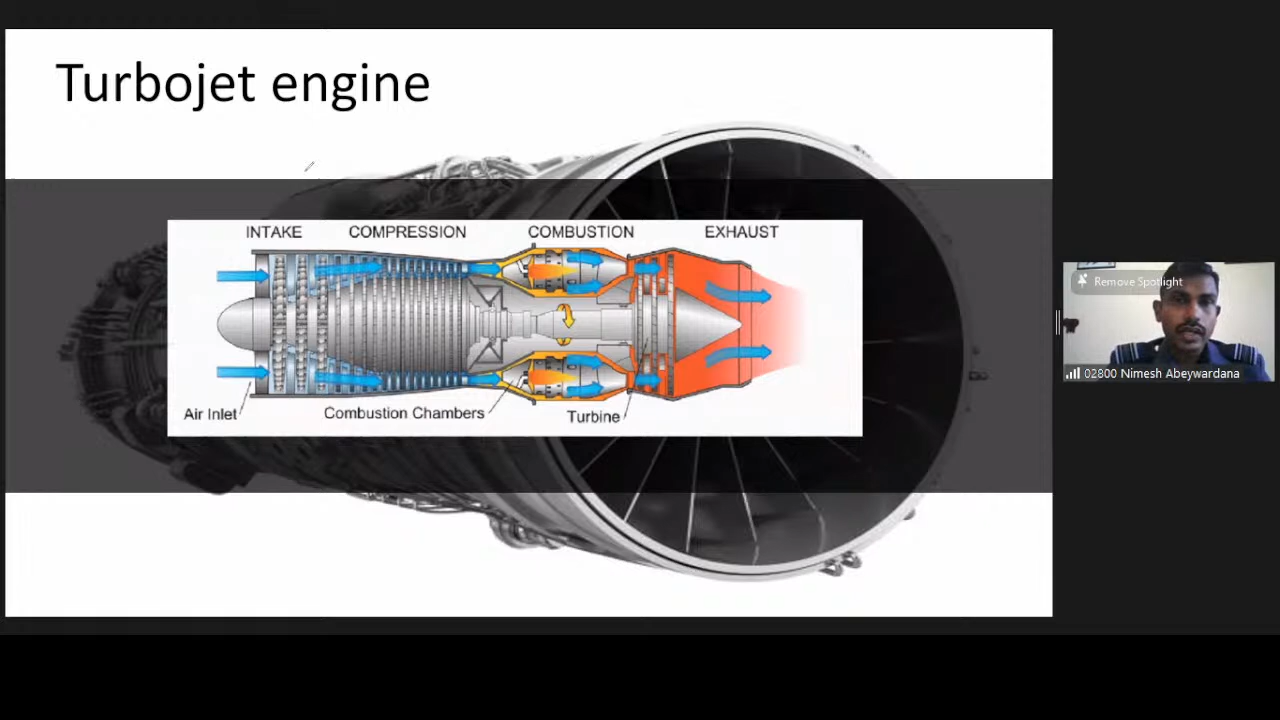 Turbojet engine
INTAKE COMPRESSION COMBUSTION EXHAUST
Air Inlet Combustion Chambers Turbine
Remove Spotlight
02800 Nimesh Abeywardana